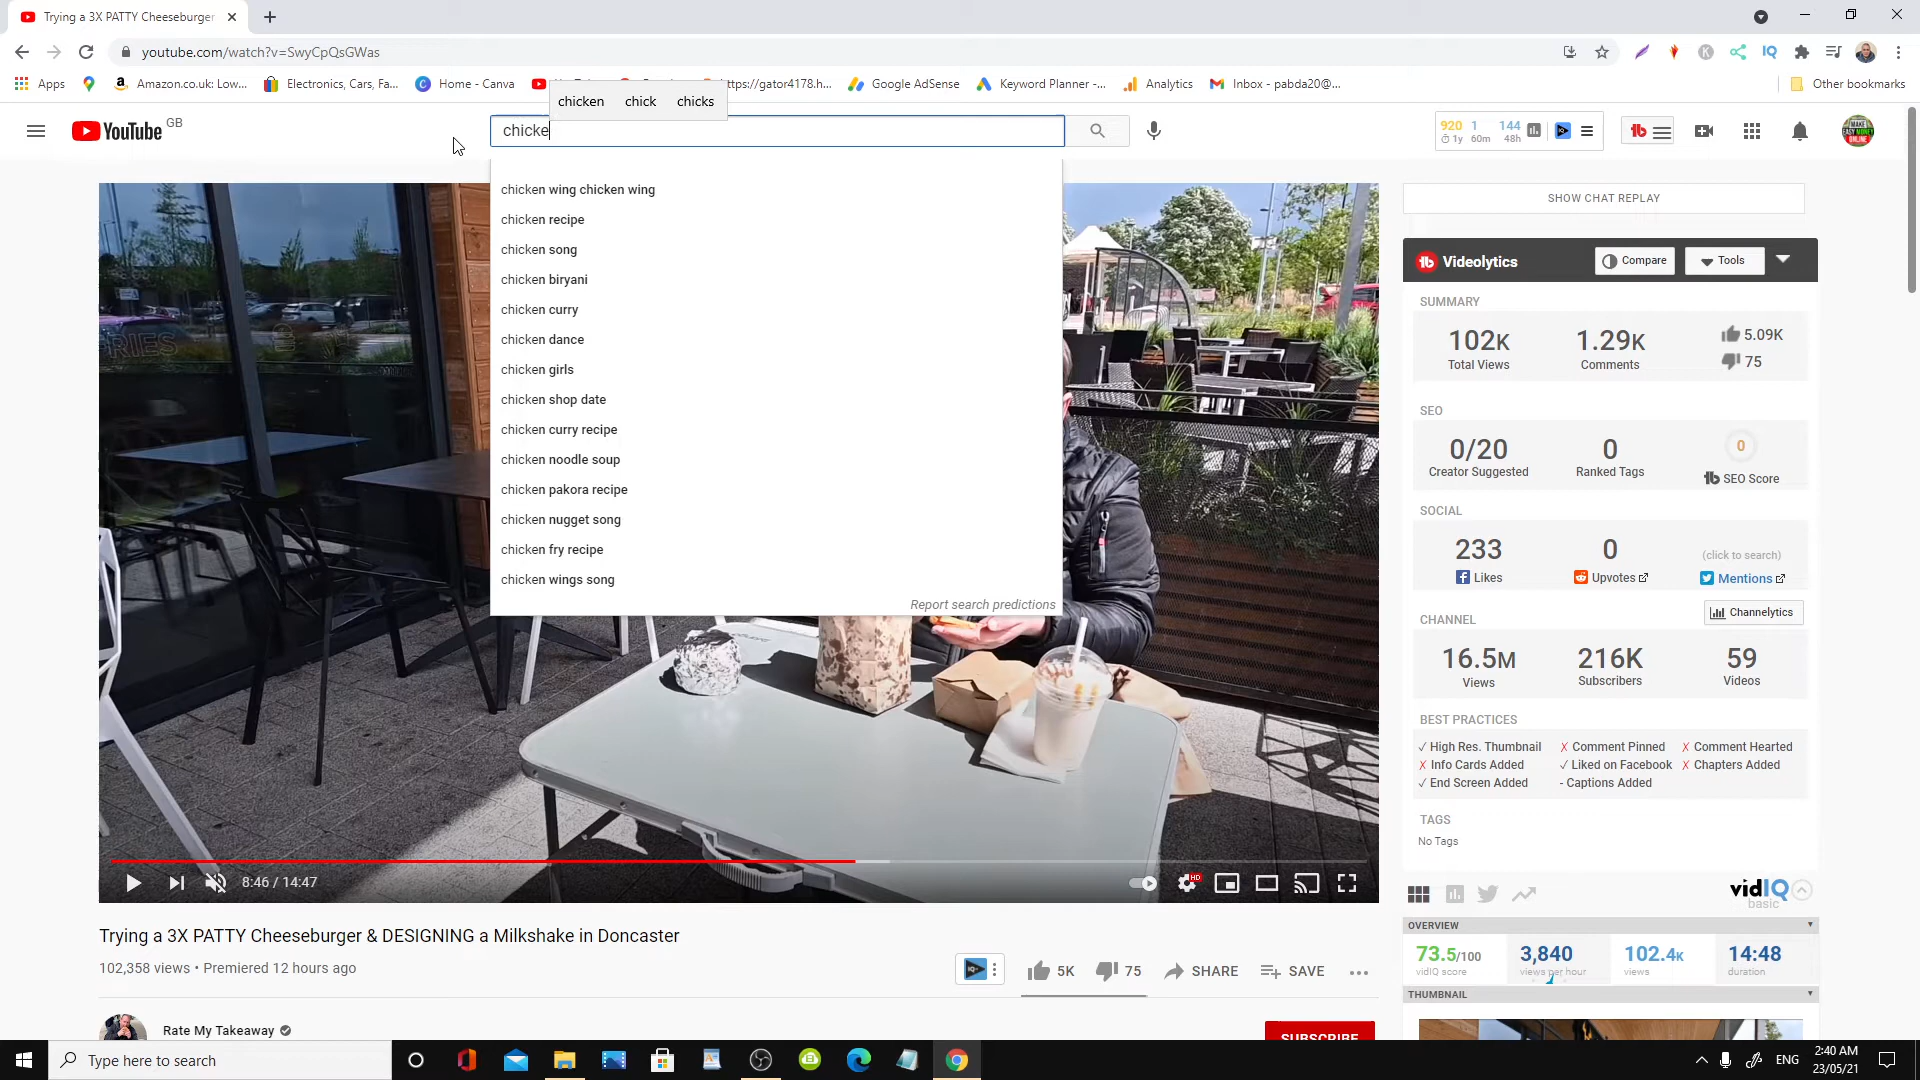 Trying a 3X PATTY Cheeseburger
youtube.com/watch?v=SwyCpQsGWas
IQ
Apps
Amazon.co.uk: Low...
Electronics, Cars, Fa...
Home - Canva
ttps://gator4178.h...
Google AdSense
Keyword Planner -...
Analytics
Inbox - pabda20@...
Other bookmarks
chicken chick chicks
YouTube GB
chicke
920 1 144
1y 60m 48h
chicken wing chicken wing
chicken recipe
chicken song
chicken biryani
chicken curry
chicken dance
chicken girls
chicken shop date
chicken curry recipe
chicken noodle soup
chicken pakora recipe
chicken nugget song
chicken fry recipe
chicken wings song
Report search predictions
SHOW CHAT REPLAY
Videolytics Compare Tools
SUMMARY
102K 1.29K 5.09K
Total Views Comments 75
SEO
0/20 0 0
Creator Suggested Ranked Tags SEO Score
SOCIAL
233 0 (click to search)
Likes Upvotes Mentions
CHANNEL Channelytics
16.5M 216K 59
Views Subscribers Videos
BEST PRACTICES
✓ High Res. Thumbnail ✗ Comment Pinned ✗ Comment Hearted
✗ Info Cards Added ✓ Liked on Facebook ✗ Chapters Added
✓ End Screen Added - Captions Added
TAGS
No Tags
vidIQ
basic
OVERVIEW
73.5/100 3,840 102.4K 14:48
vidIQ score views per hour views duration
THUMBNAIL
8:46 / 14:47
HD
Trying a 3X PATTY Cheeseburger & DESIGNING a Milkshake in Doncaster
102,358 views • Premiered 12 hours ago
5K 75 SHARE SAVE
Rate My Takeaway
SUBSCRIBE
Type here to search
ENG
2:40 AM
23/05/21